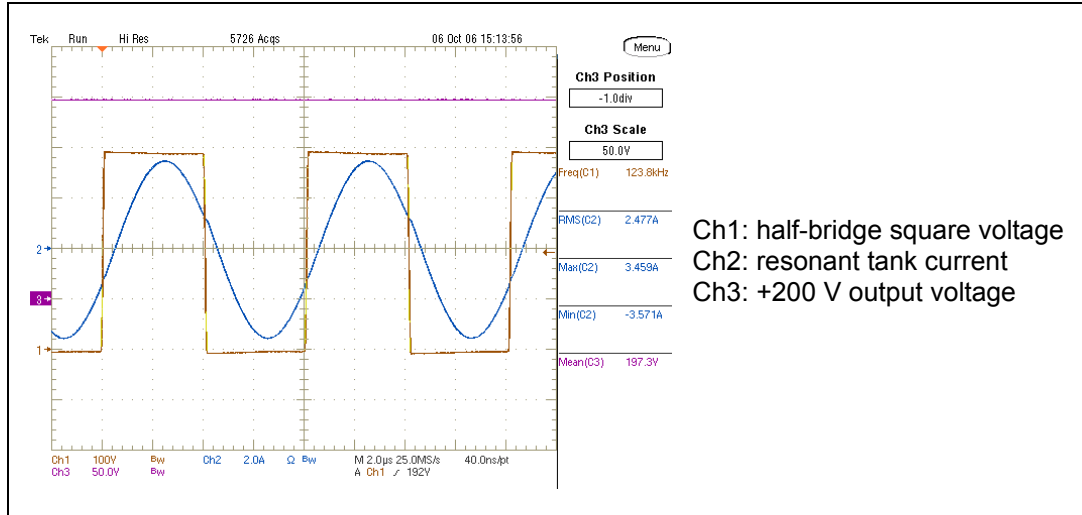 Tek Run Hi Res 5726 Acqs 06 Oct 06 15:13:56
Menu
Ch3 Position
-1.0div
Ch3 Scale
50.0V
Freq(C1) 123.8kHz
RMS(C2) 2.477A
Max(C2) 3.459A
Min(C2) -3.571A
Mean(C3) 197.3V
2
3
1
Ch1 100V Bw Ch2 2.0A Ω Bw M 2.0µs 25.0MS/s 40.0ns/pt
Ch3 50.0V Bw A Ch1 ⁄ 192V
Ch1: half-bridge square voltage
Ch2: resonant tank current
Ch3: +200 V output voltage